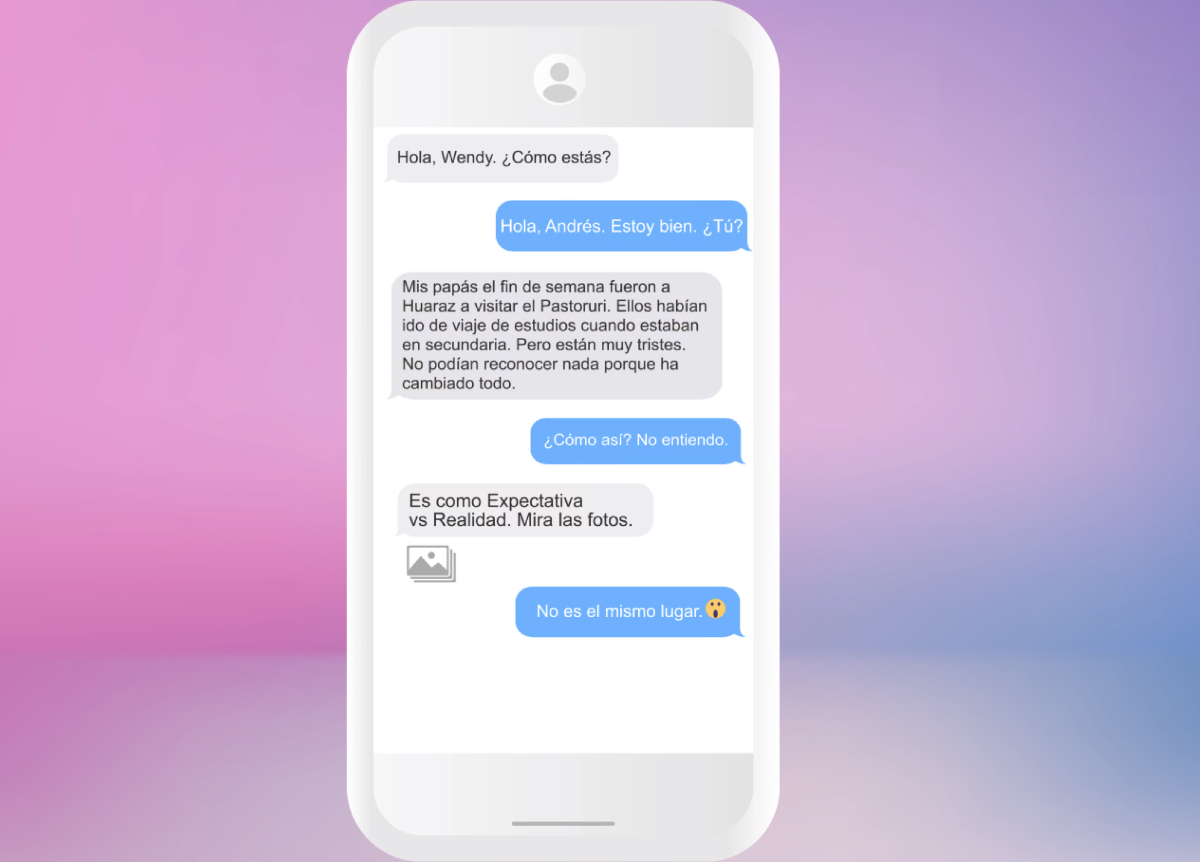 Hola, Wendy. ¿Cómo estás?
Hola, Andrés. Estoy bien. ¿Tú?
Mis papás el fin de semana fueron a
Huaraz a visitar el Pastoruri. Ellos habían
ido de viaje de estudios cuando estaban
en secundaria. Pero están muy tristes.
No podían reconocer nada porque ha
cambiado todo.
¿Cómo así? No entiendo.
Es como Expectativa
vs Realidad. Mira las fotos.
No es el mismo lugar.😯